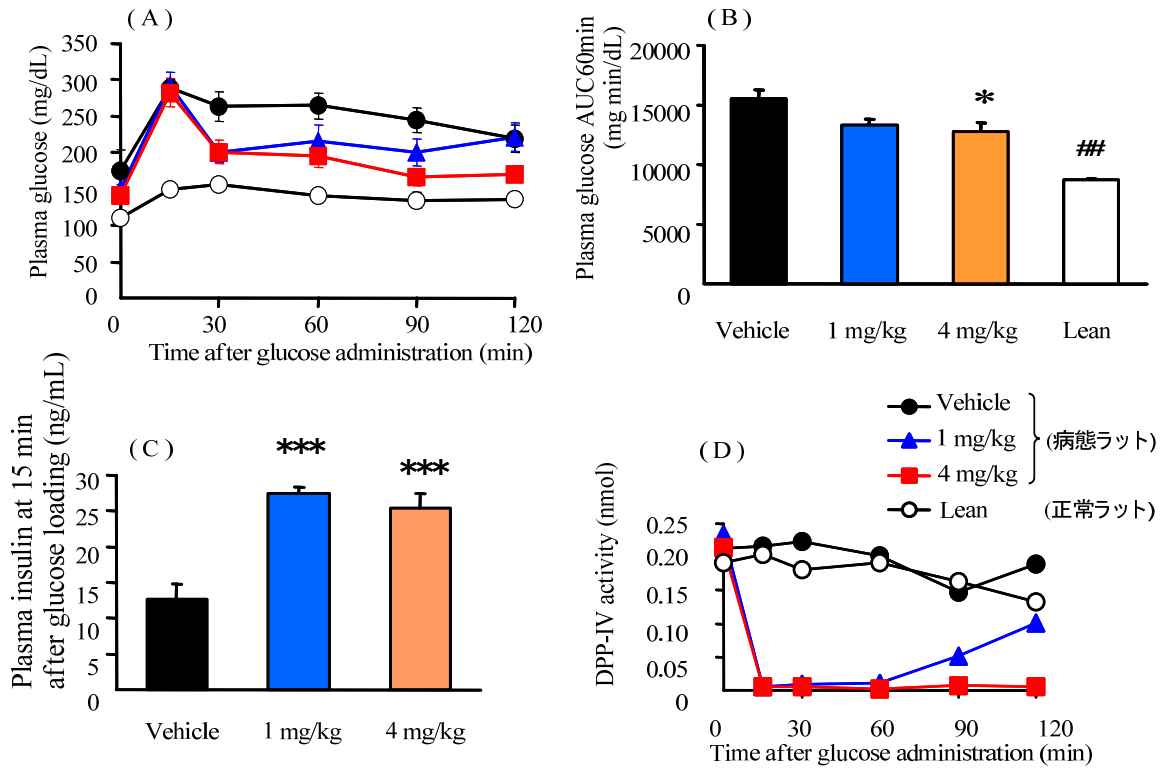 (A)
Plasma glucose (mg/dL)
350
300
250
200
150
100
50
0
0
30
60
90
120
Time after glucose administration (min)
(B)
Plasma glucose AUC60min
(mg min/dL)
20000
15000
10000
5000
0
*
##
Vehicle
1 mg/kg
4 mg/kg
Lean
(C)
Plasma insulin at 15 min
after glucose loading (ng/mL)
30
25
20
15
10
5
0
***
***
Vehicle
1 mg/kg
4 mg/kg
Vehicle
1 mg/kg
(病態ラット)
4 mg/kg
Lean
(正常ラット)
(D)
DPP-IV activity (nmol)
0.25
0.20
0.15
0.10
0.05
0
0
30
60
90
120
Time after glucose administration (min)